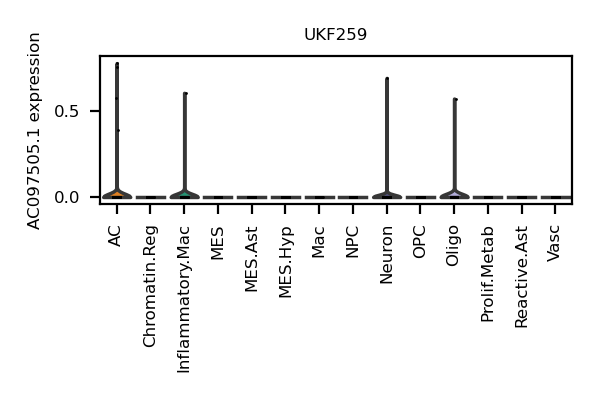 UKF259
AC097505.1 expression
0.5
0.0
AC
Chromatin.Reg
Inflammatory.Mac
MES
MES.Ast
MES.Hyp
Mac
NPC
Neuron
OPC
Oligo
Prolif.Metab
Reactive.Ast
Vasc